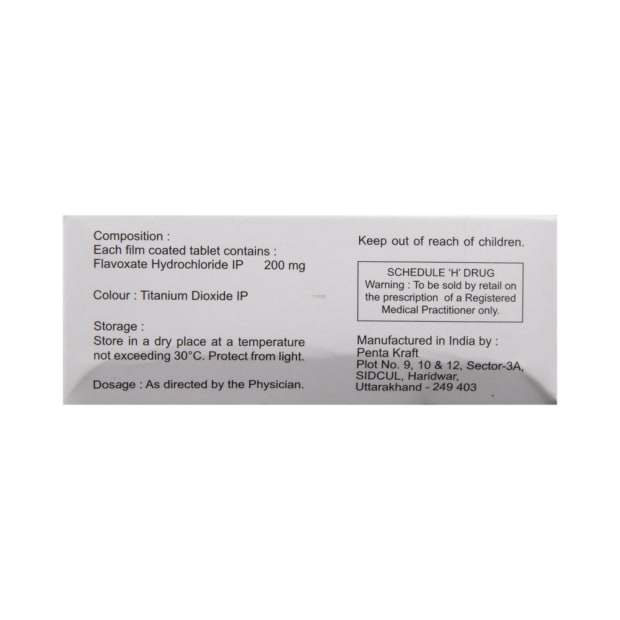 Composition :
Each film coated tablet contains :
Flavoxate Hydrochloride IP 200 mg
Colour : Titanium Dioxide IP
Storage :
Store in a dry place at a temperature
not exceeding 30°C. Protect from light.
Dosage : As directed by the Physician.
Keep out of reach of children.
SCHEDULE 'H' DRUG
Warning : To be sold by retail on
the prescription of a Registered
Medical Practitioner only.
Manufactured in India by :
Penta Kraft
Plot No. 9, 10 & 12, Sector-3A,
SIDCUL, Haridwar,
Uttarakhand - 249 403